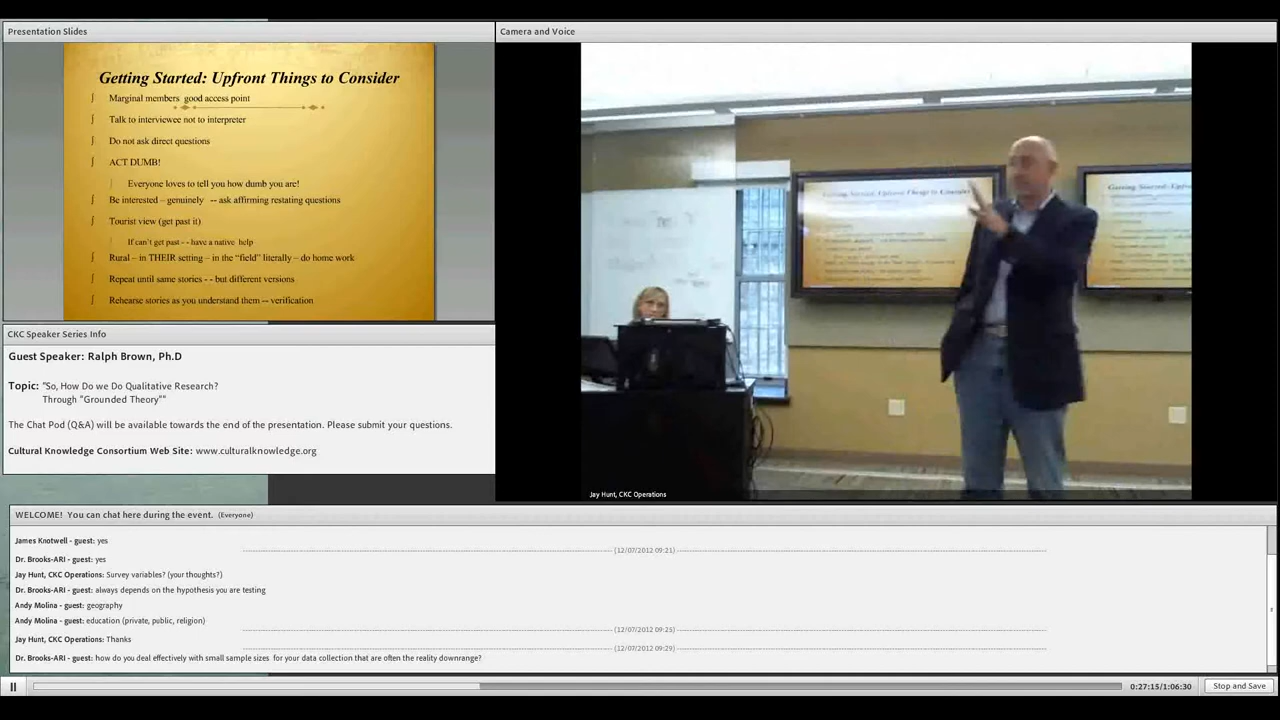 Presentation Slides
Getting Started: Upfront Things to Consider
Marginal members  good access point
Talk to interviewee not to interpreter
Do not ask direct questions
ACT DUMB!
Everyone loves to tell you how dumb you are!
Be interested – genuinely  -- ask affirming restating questions
Tourist view (get past it)
If can't get past - - have a native  help
Rural – in THEIR setting – in the "field" literally – do home work
Repeat until same stories - - but different versions
Rehearse stories as you understand them -- verification
CKC Speaker Series Info
Guest Speaker: Ralph Brown, Ph.D
Topic: "So, How Do we Do Qualitative Research?
Through "Grounded Theory""
The Chat Pod (Q&A) will be available towards the end of the presentation. Please submit your questions.
Cultural Knowledge Consortium Web Site: www.culturalknowledge.org
Camera and Voice
Getting Started: Upfront Things to Consider
Getting Started:
Jay Hunt, CKC Operations
WELCOME!  You can chat here during the event. (Everyone)
James Knotwell - guest: yes
(12/07/2012 09:21)
Dr. Brooks-ARI - guest: yes
Jay Hunt, CKC Operations: Survey variables? (your thoughts?)
Dr. Brooks-ARI - guest: always depends on the hypothesis you are testing
Andy Molina - guest: geography
Andy Molina - guest: education (private, public, religion)
(12/07/2012 09:25)
Jay Hunt, CKC Operations: Thanks
(12/07/2012 09:29)
Dr. Brooks-ARI - guest: how do you deal effectively with small sample sizes  for your data collection that are often the reality downrange?
0:27:15/1:06:30
Stop and Save